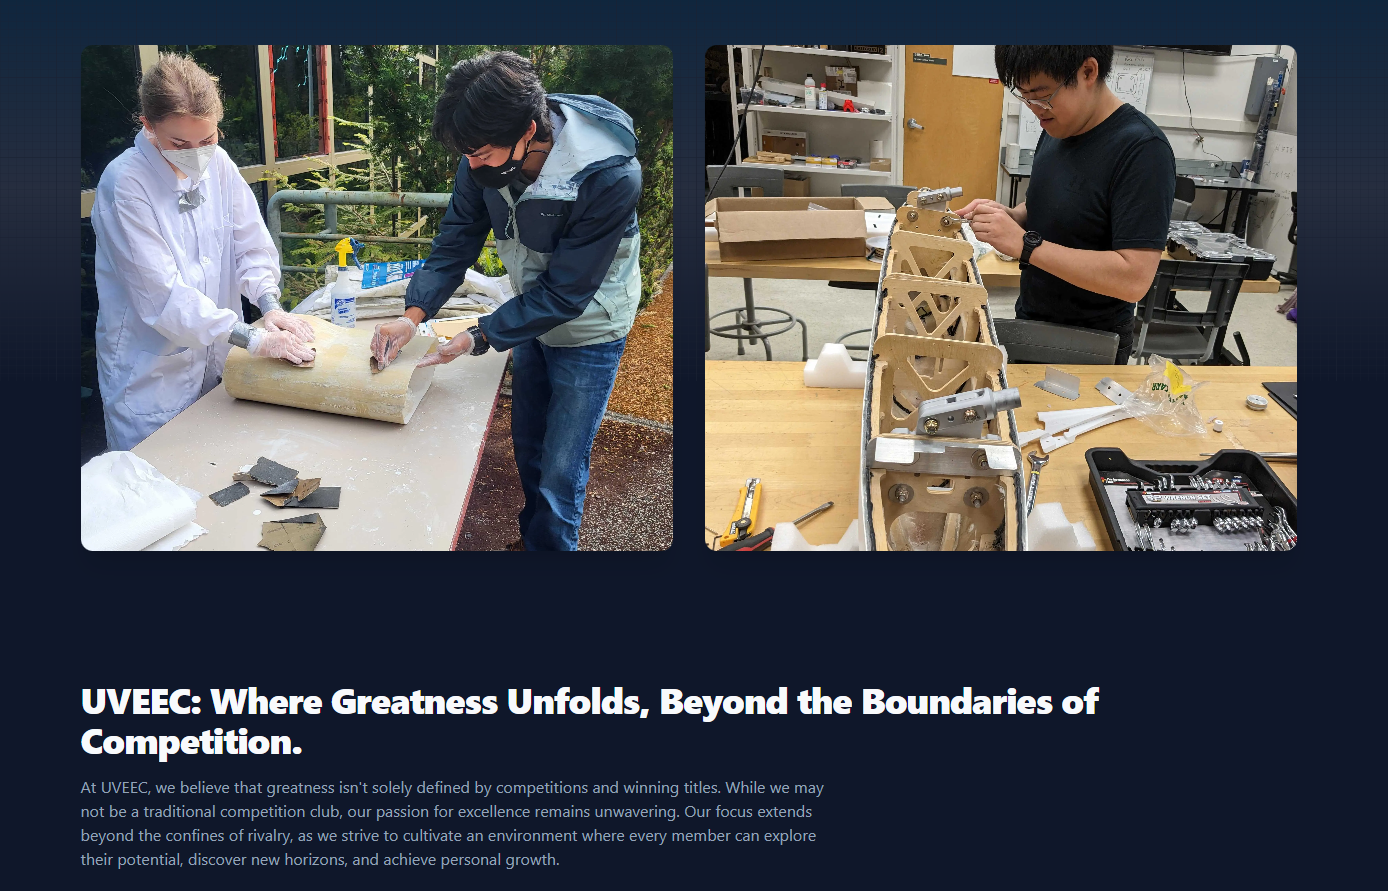 UVEEC: Where Greatness Unfolds, Beyond the Boundaries of
Competition.
At UVEEC, we believe that greatness isn't solely defined by competitions and winning titles. While we may
not be a traditional competition club, our passion for excellence remains unwavering. Our focus extends
beyond the confines of rivalry, as we strive to cultivate an environment where every member can explore
their potential, discover new horizons, and achieve personal growth.